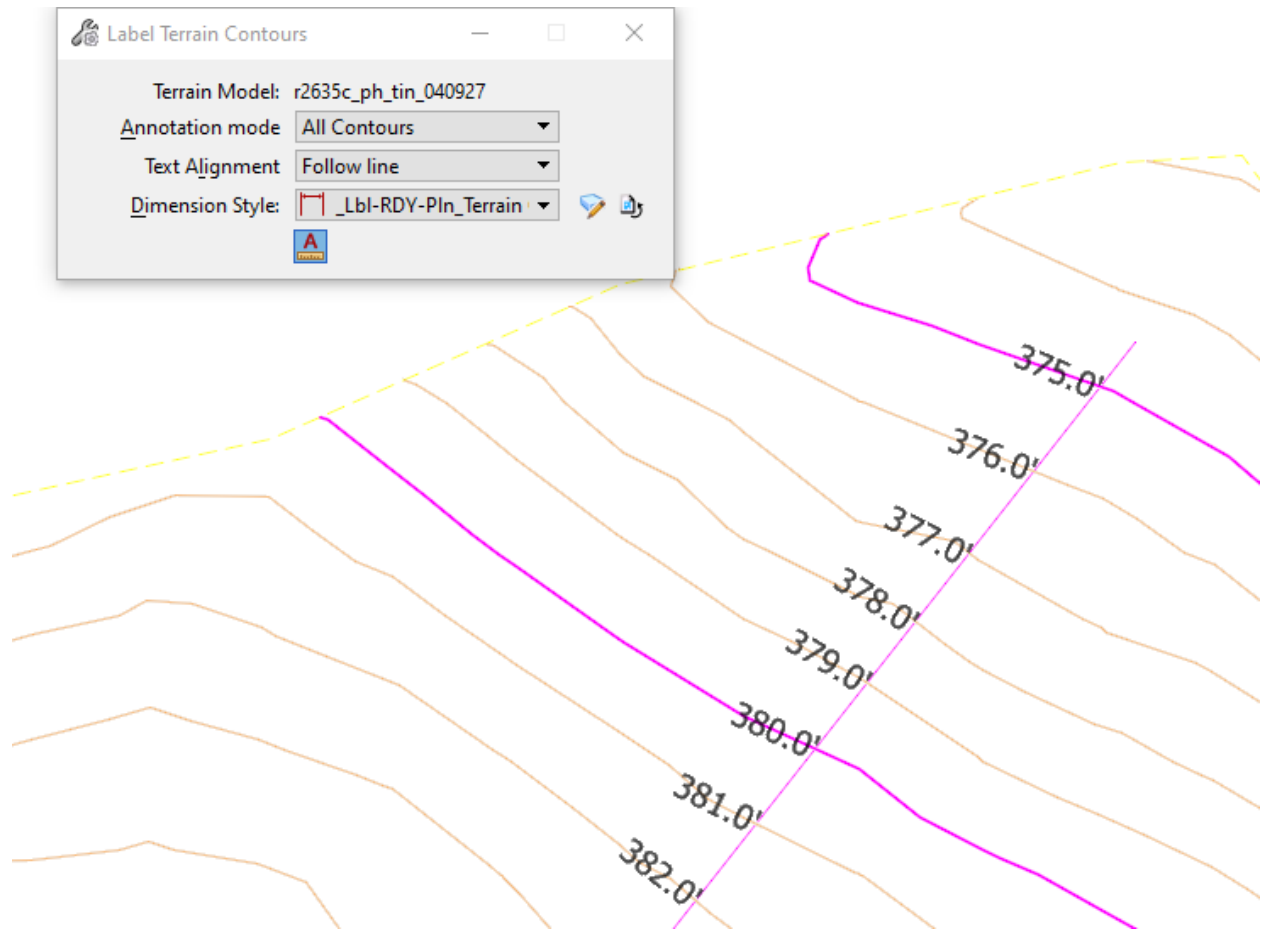 Label Terrain Contours
Terrain Model: r2635c_ph_tin_040927
Annotation mode All Contours
Text Alignment Follow line
Dimension Style: _Lbl-RDY-Pln_Terrain
A
375.0'
376.0'
377.0'
378.0'
379.0'
380.0'
381.0'
382.0'